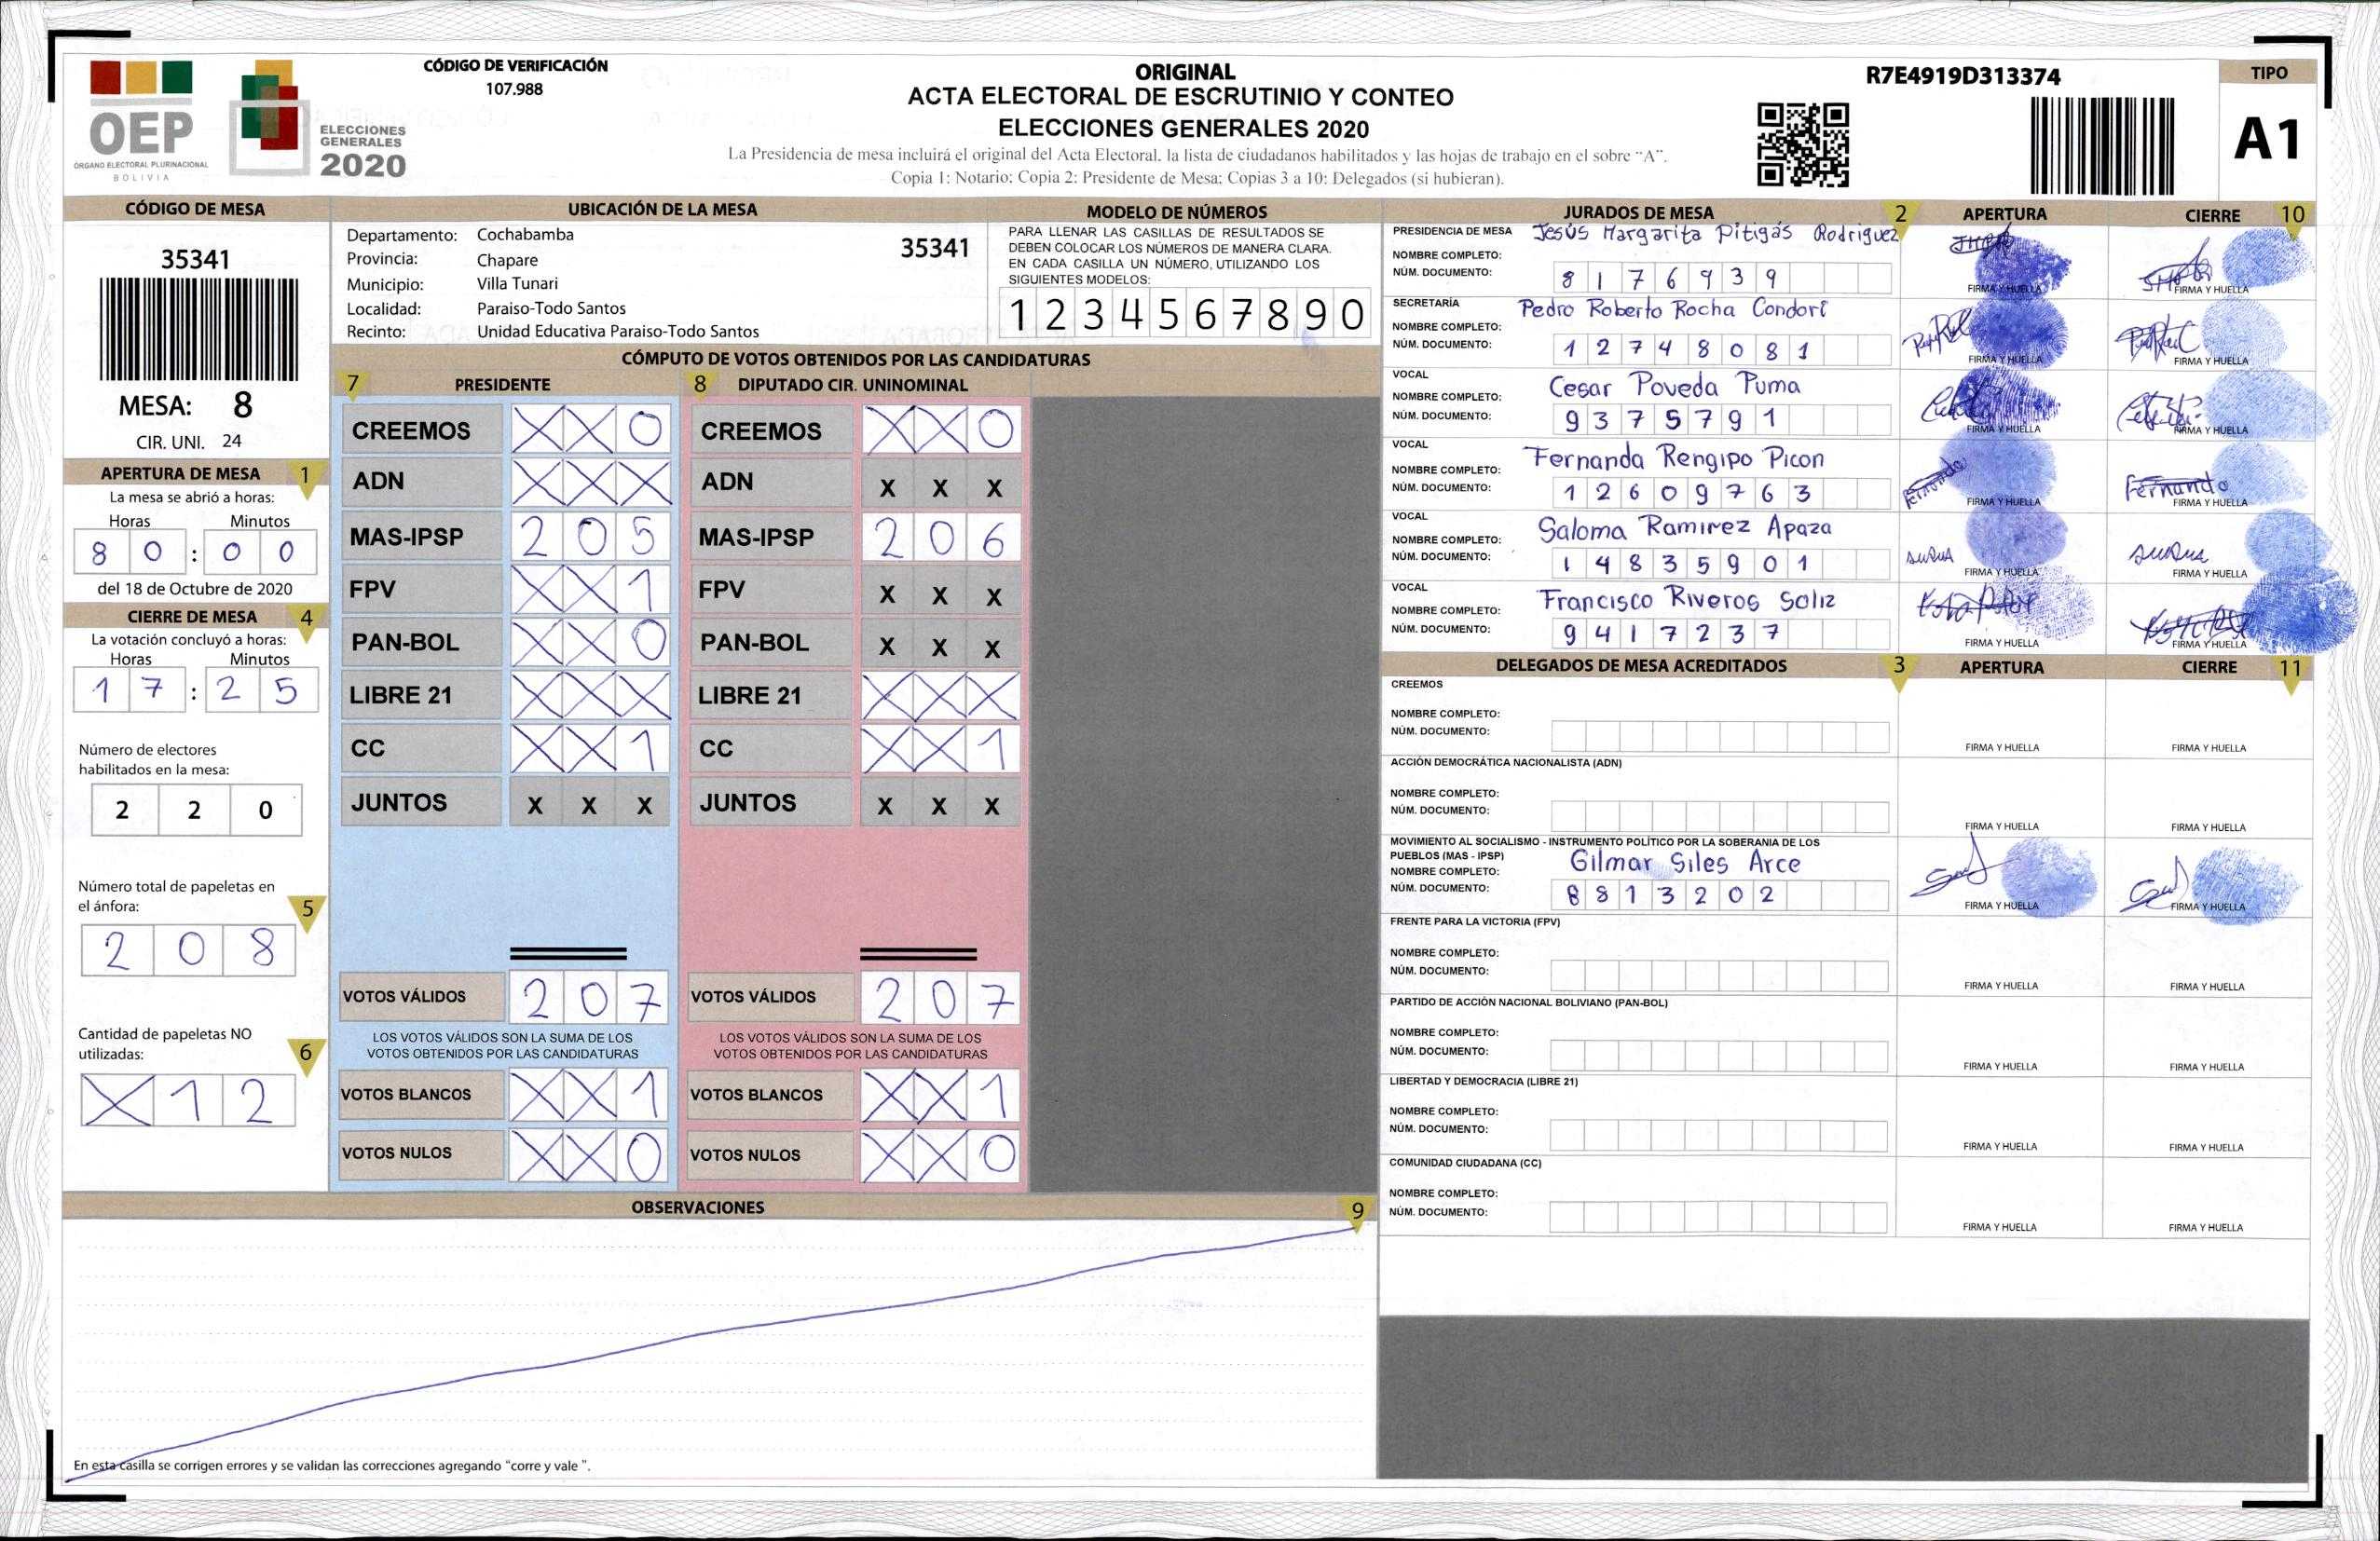 CÓDIGO DE VERIFICACIÓN
107.988
OEP
ÓRGANO ELECTORAL PLURINACIONAL
BOLIVIA
ELECCIONES
GENERALES
2020
ORIGINAL
ACTA ELECTORAL DE ESCRUTINIO Y CONTEO
ELECCIONES GENERALES 2020
La Presidencia de mesa incluirá el original del Acta Electoral, la lista de ciudadanos habilitados y las hojas de trabajo en el sobre "A".
Copia 1: Notario; Copia 2: Presidente de Mesa; Copias 3 a 10: Delegados (si hubieran).
R7E4919D313374
TIPO
A1
CÓDIGO DE MESA
35341
MESA: 8
CIR. UNI. 24
APERTURA DE MESA 1
La mesa se abrió a horas:
Horas Minutos
8 0 : 0 0
del 18 de Octubre de 2020
CIERRE DE MESA 4
La votación concluyó a horas:
Horas Minutos
1 7 : 2 5
Número de electores
habilitados en la mesa:
2 2 0
Número total de papeletas en
el ánfora: 5
2 0 8
Cantidad de papeletas NO
utilizadas: 6
X 1 2
UBICACIÓN DE LA MESA
Departamento: Cochabamba
35341
Provincia: Chapare
Municipio: Villa Tunari
Localidad: Paraiso-Todo Santos
Recinto: Unidad Educativa Paraiso-Todo Santos
MODELO DE NÚMEROS
PARA LLENAR LAS CASILLAS DE RESULTADOS SE
DEBEN COLOCAR LOS NÚMEROS DE MANERA CLARA.
EN CADA CASILLA UN NÚMERO, UTILIZANDO LOS
SIGUIENTES MODELOS:
1 2 3 4 5 6 7 8 9 0
CÓMPUTO DE VOTOS OBTENIDOS POR LAS CANDIDATURAS
7 PRESIDENTE
CREEMOS X X 0
ADN X X X
MAS-IPSP 2 0 5
FPV X X 1
PAN-BOL X X 0
LIBRE 21 X X X
CC X X 1
JUNTOS X X X
VOTOS VÁLIDOS 2 0 7
LOS VOTOS VÁLIDOS SON LA SUMA DE LOS
VOTOS OBTENIDOS POR LAS CANDIDATURAS
VOTOS BLANCOS X X 1
VOTOS NULOS X X 0
8 DIPUTADO CIR. UNINOMINAL
CREEMOS X X 0
ADN X X X
MAS-IPSP 2 0 6
FPV X X X
PAN-BOL X X X
LIBRE 21 X X X
CC X X 1
JUNTOS X X X
VOTOS VÁLIDOS 2 0 7
LOS VOTOS VÁLIDOS SON LA SUMA DE LOS
VOTOS OBTENIDOS POR LAS CANDIDATURAS
VOTOS BLANCOS X X 1
VOTOS NULOS X X 0
OBSERVACIONES 9
En esta casilla se corrigen errores y se validan las correcciones agregando "corre y vale ".
JURADOS DE MESA 2 APERTURA CIERRE 10
PRESIDENCIA DE MESA Jesús Margarita Pitigás Rodriguez
NOMBRE COMPLETO:
NÚM. DOCUMENTO: 8 1 7 6 9 3 9
FIRMA Y HUELLA FIRMA Y HUELLA
SECRETARÍA Pedro Roberto Rocha Condori
NOMBRE COMPLETO:
NÚM. DOCUMENTO: 1 2 7 4 8 0 8 1
FIRMA Y HUELLA FIRMA Y HUELLA
VOCAL Cesar Poveda Puma
NOMBRE COMPLETO:
NÚM. DOCUMENTO: 9 3 7 5 7 9 1
FIRMA Y HUELLA FIRMA Y HUELLA
VOCAL Fernanda Rengipo Picon
NOMBRE COMPLETO:
NÚM. DOCUMENTO: 1 2 6 0 9 7 6 3
Fernando
FIRMA Y HUELLA FIRMA Y HUELLA
VOCAL Saloma Ramirez Apaza
NOMBRE COMPLETO:
NÚM. DOCUMENTO: 1 4 8 3 5 9 0 1
FIRMA Y HUELLA FIRMA Y HUELLA
VOCAL Francisco Riveros Soliz
NOMBRE COMPLETO:
NÚM. DOCUMENTO: 9 4 1 7 2 3 7
FIRMA Y HUELLA FIRMA Y HUELLA
DELEGADOS DE MESA ACREDITADOS 3 APERTURA CIERRE 11
CREEMOS
NOMBRE COMPLETO:
NÚM. DOCUMENTO:
FIRMA Y HUELLA FIRMA Y HUELLA
ACCIÓN DEMOCRÁTICA NACIONALISTA (ADN)
NOMBRE COMPLETO:
NÚM. DOCUMENTO:
FIRMA Y HUELLA FIRMA Y HUELLA
MOVIMIENTO AL SOCIALISMO - INSTRUMENTO POLÍTICO POR LA SOBERANIA DE LOS
PUEBLOS (MAS - IPSP) Gilmar Siles Arce
NOMBRE COMPLETO:
NÚM. DOCUMENTO: 8 8 1 3 2 0 2
FIRMA Y HUELLA FIRMA Y HUELLA
FRENTE PARA LA VICTORIA (FPV)
NOMBRE COMPLETO:
NÚM. DOCUMENTO:
FIRMA Y HUELLA FIRMA Y HUELLA
PARTIDO DE ACCIÓN NACIONAL BOLIVIANO (PAN-BOL)
NOMBRE COMPLETO:
NÚM. DOCUMENTO:
FIRMA Y HUELLA FIRMA Y HUELLA
LIBERTAD Y DEMOCRACIA (LIBRE 21)
NOMBRE COMPLETO:
NÚM. DOCUMENTO:
FIRMA Y HUELLA FIRMA Y HUELLA
COMUNIDAD CIUDADANA (CC)
NOMBRE COMPLETO:
NÚM. DOCUMENTO:
FIRMA Y HUELLA FIRMA Y HUELLA